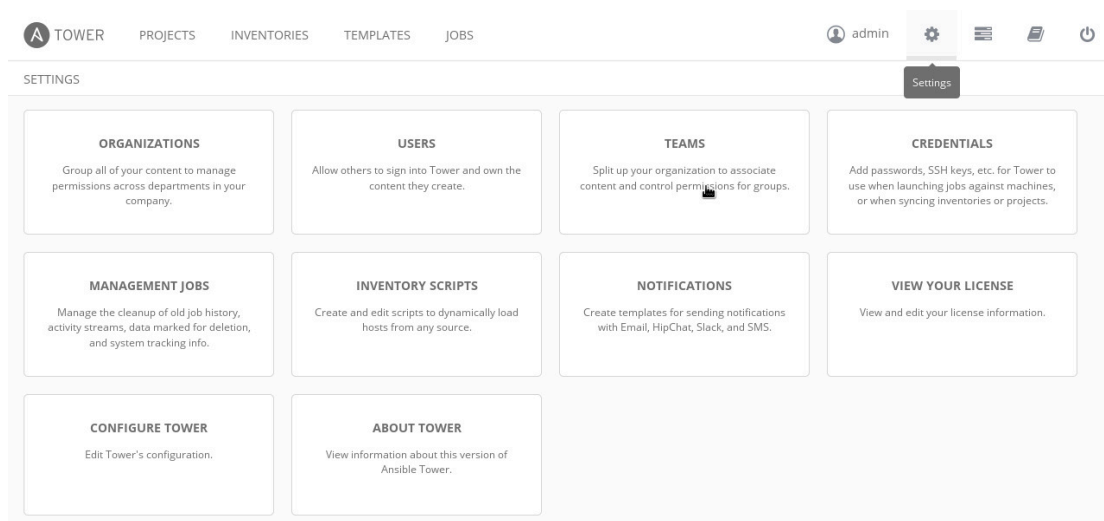 A TOWER PROJECTS INVENTORIES TEMPLATES JOBS admin
SETTINGS
Settings
ORGANIZATIONS
Group all of your content to manage
permissions across departments in your
company.
USERS
Allow others to sign into Tower and own the
content they create.
TEAMS
Split up your organization to associate
content and control permissions for groups.
CREDENTIALS
Add passwords, SSH keys, etc. for Tower to
use when launching jobs against machines,
or when syncing inventories or projects.
MANAGEMENT JOBS
Manage the cleanup of old job history,
activity streams, data marked for deletion,
and system tracking info.
INVENTORY SCRIPTS
Create and edit scripts to dynamically load
hosts from any source.
NOTIFICATIONS
Create templates for sending notifications
with Email, HipChat, Slack, and SMS.
VIEW YOUR LICENSE
View and edit your license information.
CONFIGURE TOWER
Edit Tower's configuration.
ABOUT TOWER
View information about this version of
Ansible Tower.